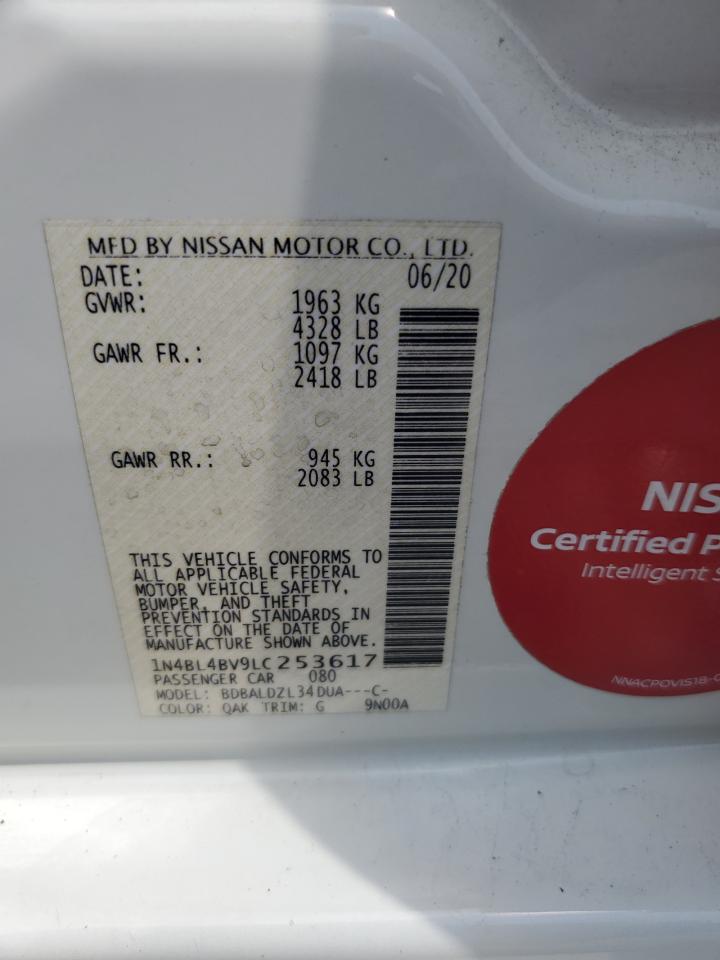 MFD BY NISSAN MOTOR CO., LTD.
DATE: 06/20
GVWR: 1963 KG
4328 LB
GAWR FR.: 1097 KG
2418 LB
GAWR RR.: 945 KG
2083 LB
THIS VEHICLE CONFORMS TO
ALL APPLICABLE FEDERAL
MOTOR VEHICLE SAFETY,
BUMPER, AND THEFT
PREVENTION STANDARDS IN
EFFECT ON THE DATE OF
MANUFACTURE SHOWN ABOVE.
1N4BL4BV9LC253617
PASSENGER CAR 080
MODEL: BDBALDZL34DUA---C-
COLOR: QAK TRIM: G 9N00A
NIS
Certified P
Intelligent S
NNACPOVIS18-0